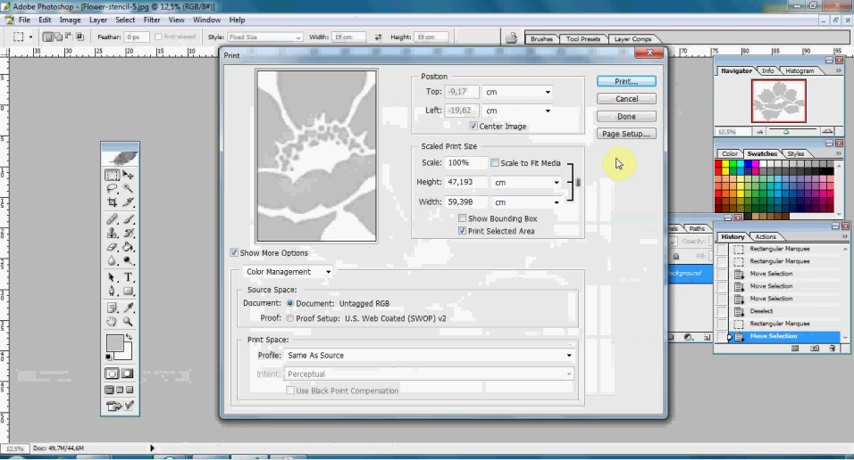 Adobe Photoshop - [Flower-stencil-5.jpg @ 12,5% (RGB/8#)]
File Edit Image Layer Select Filter View Window Help
Feather: 0 px Anti-aliased Style: Fixed Size Width: 18 cm Height: 18 cm Brushes Tool Presets Layer Comps
Print
Position
Top: -9,17 cm
Left: -19,62 cm
Center Image
Scaled Print Size
Scale: 100% Scale to Fit Media
Height: 47,193 cm
Width: 59,398 cm
Show Bounding Box
Print Selected Area
Print...
Cancel
Done
Page Setup...
Show More Options
Color Management
Source Space:
Document: Document: Untagged RGB
Proof: Proof Setup: U.S. Web Coated (SWOP) v2
Print Space:
Profile: Same As Source
Intent: Perceptual
Use Black Point Compensation
Navigator Info Histogram
12.5%
Color Swatches Styles
Paths
Opacity:
History Actions
Rectangular Marquee
Rectangular Marquee
Move Selection
Move Selection
Move Selection
Deselect
Rectangular Marquee
Move Selection
12.5% Doc: 49,7M/44,6M